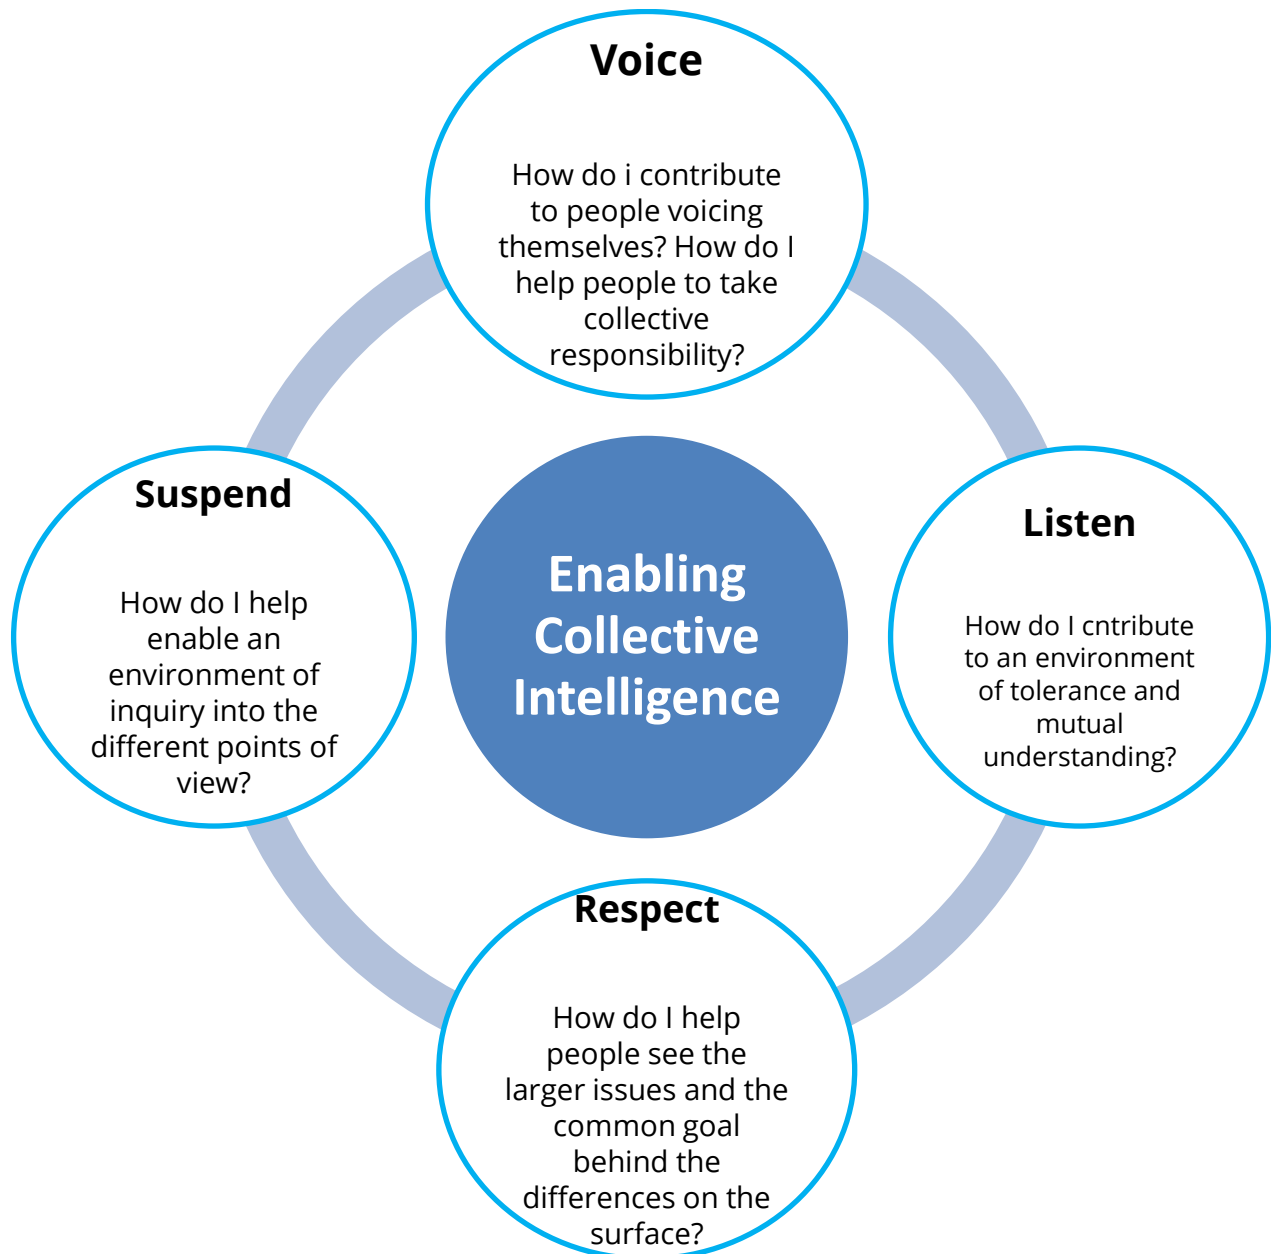 Voice
How do i contribute
to people voicing
themselves? How do I
help people to take
collective
responsibility?
Suspend
How do I help
enable an
environment of
inquiry into the
different points of
view?
Enabling
Collective
Intelligence
Listen
How do I cntribute
to an environment
of tolerance and
mutual
understanding?
Respect
How do I help
people see the
larger issues and the
common goal
behind the
differences on the
surface?